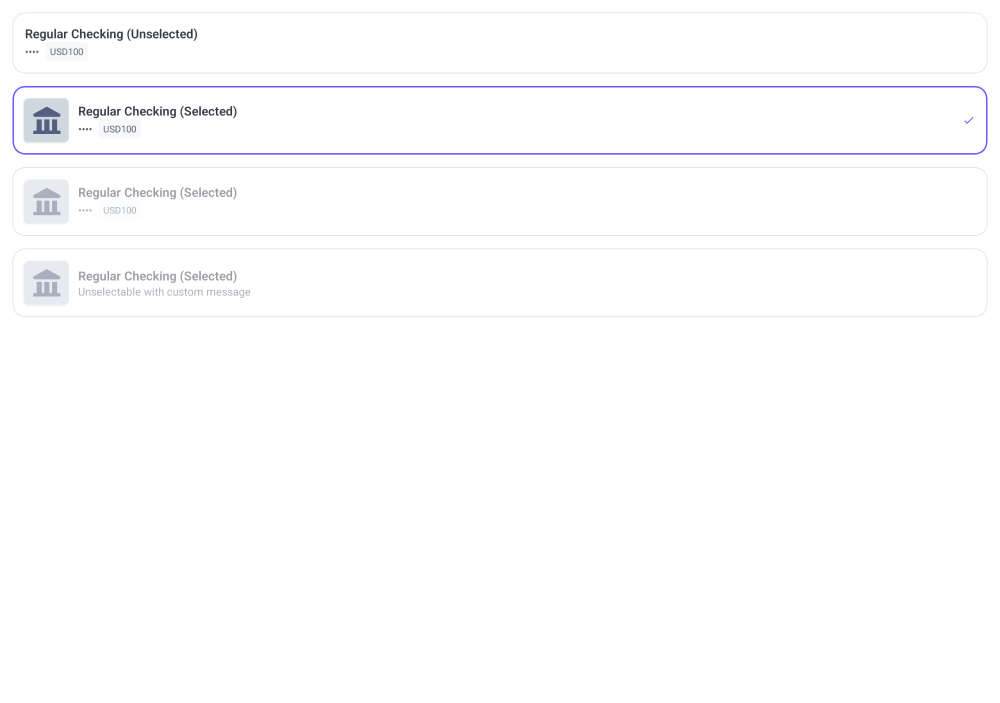 Regular Checking (Unselected)
•••• USD100
Regular Checking (Selected)
•••• USD100
Regular Checking (Selected)
•••• USD100
Regular Checking (Selected)
Unselectable with custom message